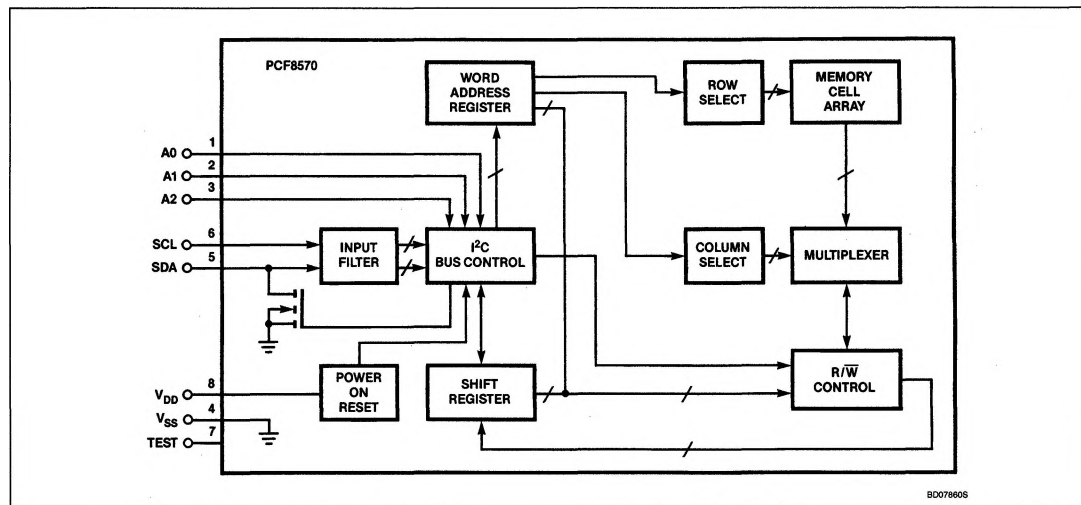 PCF8570
WORD
ADDRESS
REGISTER
ROW
SELECT
MEMORY
CELL
ARRAY
A0 1
A1 2
A2 3
SCL 6
SDA 5
INPUT
FILTER
I²C
BUS CONTROL
COLUMN
SELECT
MULTIPLEXER
V_DD 8
V_SS 4
TEST 7
POWER
ON
RESET
SHIFT
REGISTER
R/W̅
CONTROL
BD07860S